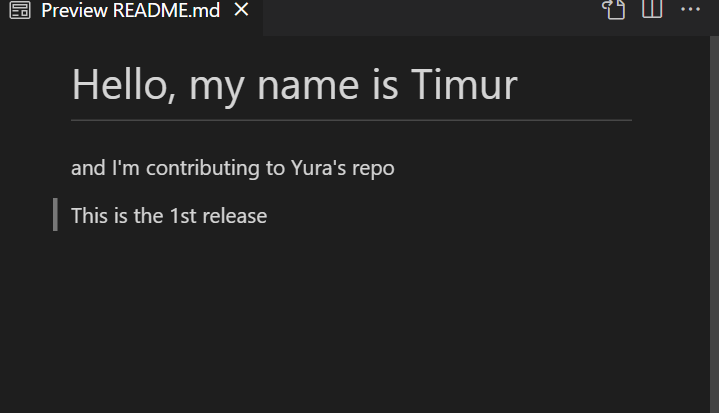 Preview README.md
Hello, my name is Timur
and I'm contributing to Yura's repo
This is the 1st release